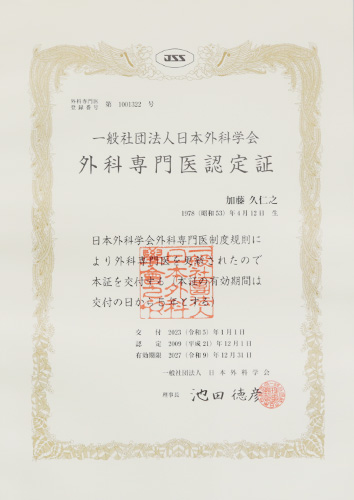 JSS
外科専門医
登録番号 第 1001322 号
一般社団法人日本外科学会
外科専門医認定証
加藤 久仁之
1978 (昭和53) 年4月12日 生
日本外科学会外科専門医制度規則に
より外科専門医を更新されたので
本証を交付する (本証の有効期間は
交付の日から5年とする)
交付 2023 (令和5) 年1月1日
認定 2009 (平成21) 年12月1日
有効期限 2027 (令和9) 年12月31日
一般社団法人 日本外科学会
理事長 池田徳彦